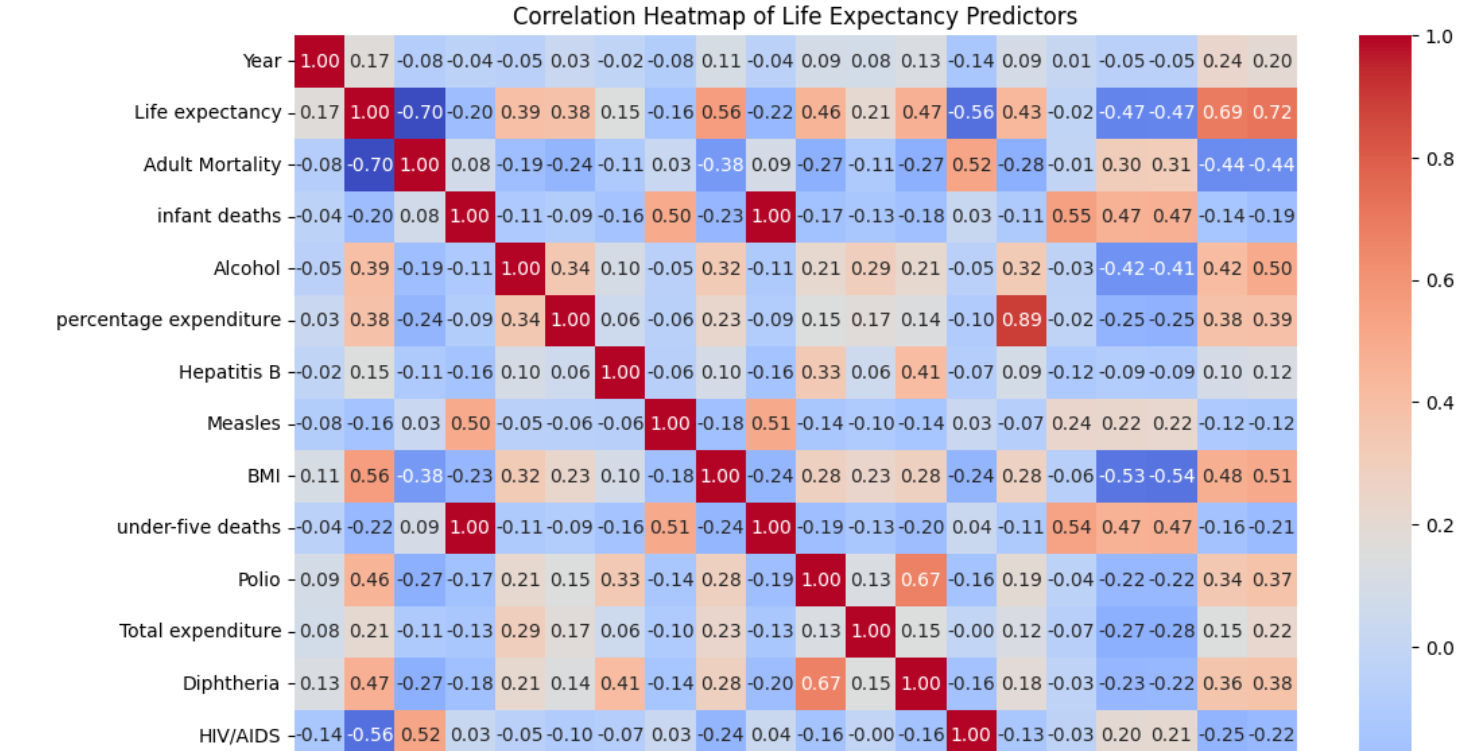 Correlation Heatmap of Life Expectancy Predictors
Year 1.00 0.17 -0.08 -0.04 -0.05 0.03 -0.02 -0.08 0.11 -0.04 0.09 0.08 0.13 -0.14 0.09 0.01 -0.05 -0.05 0.24 0.20 1.0
Life expectancy 0.17 1.00 -0.70 -0.20 0.39 0.38 0.15 -0.16 0.56 -0.22 0.46 0.21 0.47 -0.56 0.43 -0.02 -0.47 -0.47 0.69 0.72
Adult Mortality -0.08 -0.70 1.00 0.08 -0.19 -0.24 -0.11 0.03 -0.38 0.09 -0.27 -0.11 -0.27 0.52 -0.28 -0.01 0.30 0.31 -0.44 -0.44 0.8
infant deaths -0.04 -0.20 0.08 1.00 -0.11 -0.09 -0.16 0.50 -0.23 1.00 -0.17 -0.13 -0.18 0.03 -0.11 0.55 0.47 0.47 -0.14 -0.19
Alcohol -0.05 0.39 -0.19 -0.11 1.00 0.34 0.10 -0.05 0.32 -0.11 0.21 0.29 0.21 -0.05 0.32 -0.03 -0.42 -0.41 0.42 0.50 0.6
percentage expenditure 0.03 0.38 -0.24 -0.09 0.34 1.00 0.06 -0.06 0.23 -0.09 0.15 0.17 0.14 -0.10 0.89 -0.02 -0.25 -0.25 0.38 0.39
Hepatitis B -0.02 0.15 -0.11 -0.16 0.10 0.06 1.00 -0.06 0.10 -0.16 0.33 0.06 0.41 -0.07 0.09 -0.12 -0.09 -0.09 0.10 0.12
Measles -0.08 -0.16 0.03 0.50 -0.05 -0.06 -0.06 1.00 -0.18 0.51 -0.14 -0.10 -0.14 0.03 -0.07 0.24 0.22 0.22 -0.12 -0.12 0.4
BMI 0.11 0.56 -0.38 -0.23 0.32 0.23 0.10 -0.18 1.00 -0.24 0.28 0.23 0.28 -0.24 0.28 -0.06 -0.53 -0.54 0.48 0.51
under-five deaths -0.04 -0.22 0.09 1.00 -0.11 -0.09 -0.16 0.51 -0.24 1.00 -0.19 -0.13 -0.20 0.04 -0.11 0.54 0.47 0.47 -0.16 -0.21 0.2
Polio 0.09 0.46 -0.27 -0.17 0.21 0.15 0.33 -0.14 0.28 -0.19 1.00 0.13 0.67 -0.16 0.19 -0.04 -0.22 -0.22 0.34 0.37
Total expenditure 0.08 0.21 -0.11 -0.13 0.29 0.17 0.06 -0.10 0.23 -0.13 0.13 1.00 0.15 -0.00 0.12 -0.07 -0.27 -0.28 0.15 0.22 0.0
Diphtheria 0.13 0.47 -0.27 -0.18 0.21 0.14 0.41 -0.14 0.28 -0.20 0.67 0.15 1.00 -0.16 0.18 -0.03 -0.23 -0.22 0.36 0.38
HIV/AIDS -0.14 -0.56 0.52 0.03 -0.05 -0.10 -0.07 0.03 -0.24 0.04 -0.16 -0.00 -0.16 1.00 -0.13 -0.03 0.20 0.21 -0.25 -0.22